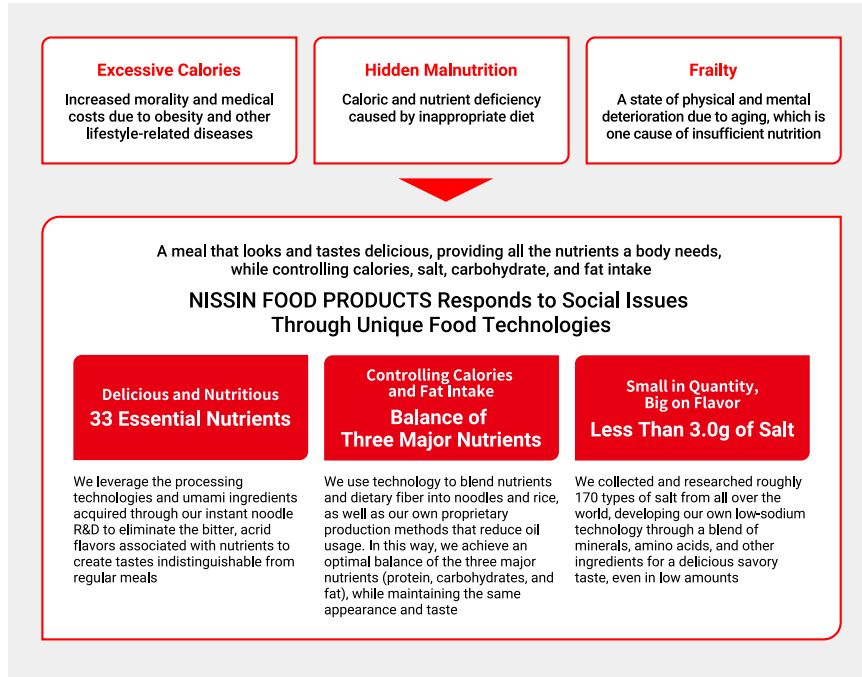 Excessive Calories
Increased morality and medical
costs due to obesity and other
lifestyle-related diseases
Hidden Malnutrition
Caloric and nutrient deficiency
caused by inappropriate diet
Frailty
A state of physical and mental
deterioration due to aging, which is
one cause of insufficient nutrition
A meal that looks and tastes delicious, providing all the nutrients a body needs,
while controlling calories, salt, carbohydrate, and fat intake
NISSIN FOOD PRODUCTS Responds to Social Issues
Through Unique Food Technologies
Delicious and Nutritious
33 Essential Nutrients
We leverage the processing
technologies and umami ingredients
acquired through our instant noodle
R&D to eliminate the bitter, acrid
flavors associated with nutrients to
create tastes indistinguishable from
regular meals
Controlling Calories
and Fat Intake
Balance of
Three Major Nutrients
We use technology to blend nutrients
and dietary fiber into noodles and rice,
as well as our own proprietary
production methods that reduce oil
usage. In this way, we achieve an
optimal balance of the three major
nutrients (protein, carbohydrates, and
fat), while maintaining the same
appearance and taste
Small in Quantity,
Big on Flavor
Less Than 3.0g of Salt
We collected and researched roughly
170 types of salt from all over the
world, developing our own low-sodium
technology through a blend of
minerals, amino acids, and other
ingredients for a delicious savory
taste, even in low amounts